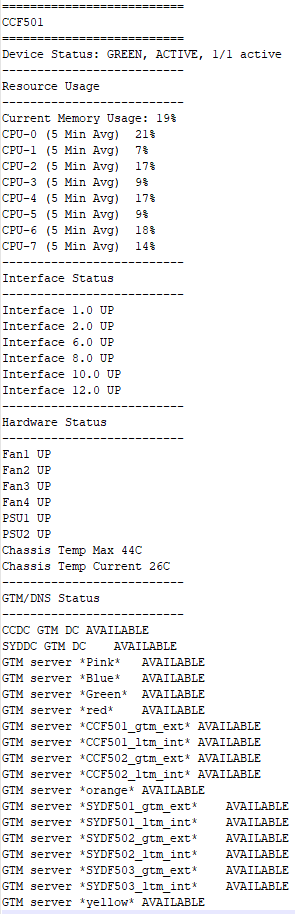 ==========================
CCF501
==========================
Device Status: GREEN, ACTIVE, 1/1 active
--------------------------
Resource Usage
--------------------------
Current Memory Usage: 19%
CPU-0 (5 Min Avg)  21%
CPU-1 (5 Min Avg)  7%
CPU-2 (5 Min Avg)  17%
CPU-3 (5 Min Avg)  9%
CPU-4 (5 Min Avg)  17%
CPU-5 (5 Min Avg)  9%
CPU-6 (5 Min Avg)  18%
CPU-7 (5 Min Avg)  14%
--------------------------
Interface Status
--------------------------
Interface 1.0 UP
Interface 2.0 UP
Interface 6.0 UP
Interface 8.0 UP
Interface 10.0 UP
Interface 12.0 UP
--------------------------
Hardware Status
--------------------------
Fan1 UP
Fan2 UP
Fan3 UP
Fan4 UP
PSU1 UP
PSU2 UP
Chassis Temp Max 44C
Chassis Temp Current 26C
--------------------------
GTM/DNS Status
--------------------------
CCDC GTM DC AVAILABLE
SYDDC GTM DC    AVAILABLE
GTM server *Pink*   AVAILABLE
GTM server *Blue*   AVAILABLE
GTM server *Green*  AVAILABLE
GTM server *red*    AVAILABLE
GTM server *CCF501_gtm_ext* AVAILABLE
GTM server *CCF501_ltm_int* AVAILABLE
GTM server *CCF502_gtm_ext* AVAILABLE
GTM server *CCF502_ltm_int* AVAILABLE
GTM server *orange* AVAILABLE
GTM server *SYDF501_gtm_ext*    AVAILABLE
GTM server *SYDF501_ltm_int*    AVAILABLE
GTM server *SYDF502_gtm_ext*    AVAILABLE
GTM server *SYDF502_ltm_int*    AVAILABLE
GTM server *SYDF503_gtm_ext*    AVAILABLE
GTM server *SYDF503_ltm_int*    AVAILABLE
GTM server *yellow* AVAILABLE